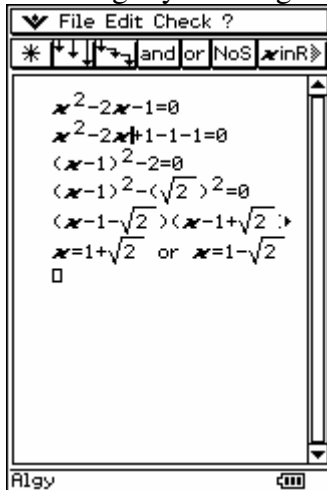 File Edit Check ?
and or NoS xinR
x²-2x-1=0
x²-2x+1-1-1=0
(x-1)²-2=0
(x-1)²-(√2)²=0
(x-1-√2)(x-1+√2)
x=1+√2 or x=1-√2
Algy